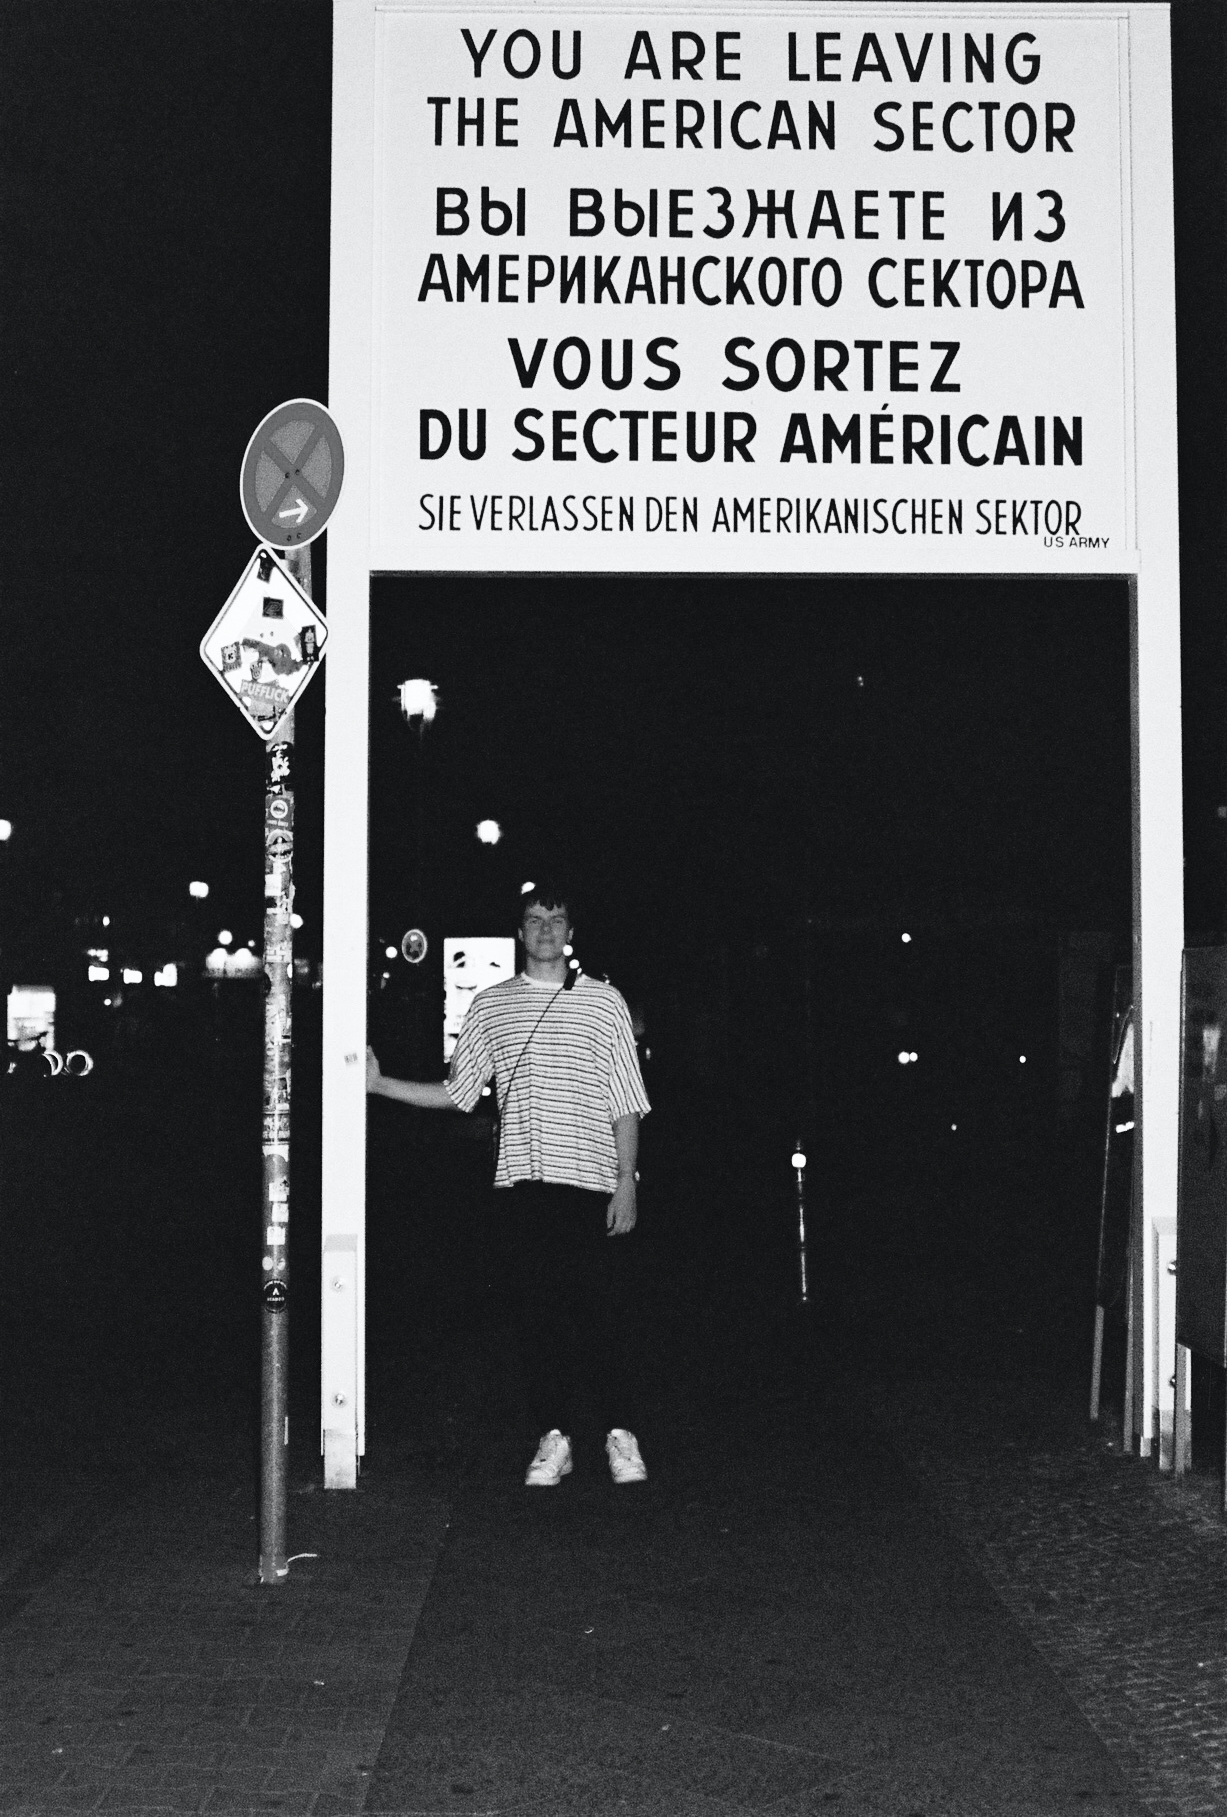 YOU ARE LEAVING
THE AMERICAN SECTOR
ВЫ ВЫЕЗЖАЕТЕ ИЗ
АМЕРИКАНСКОГО СЕКТОРА
VOUS SORTEZ
DU SECTEUR AMÉRICAIN
SIE VERLASSEN DEN AMERIKANISCHEN SEKTOR
US ARMY
PUFFLICK